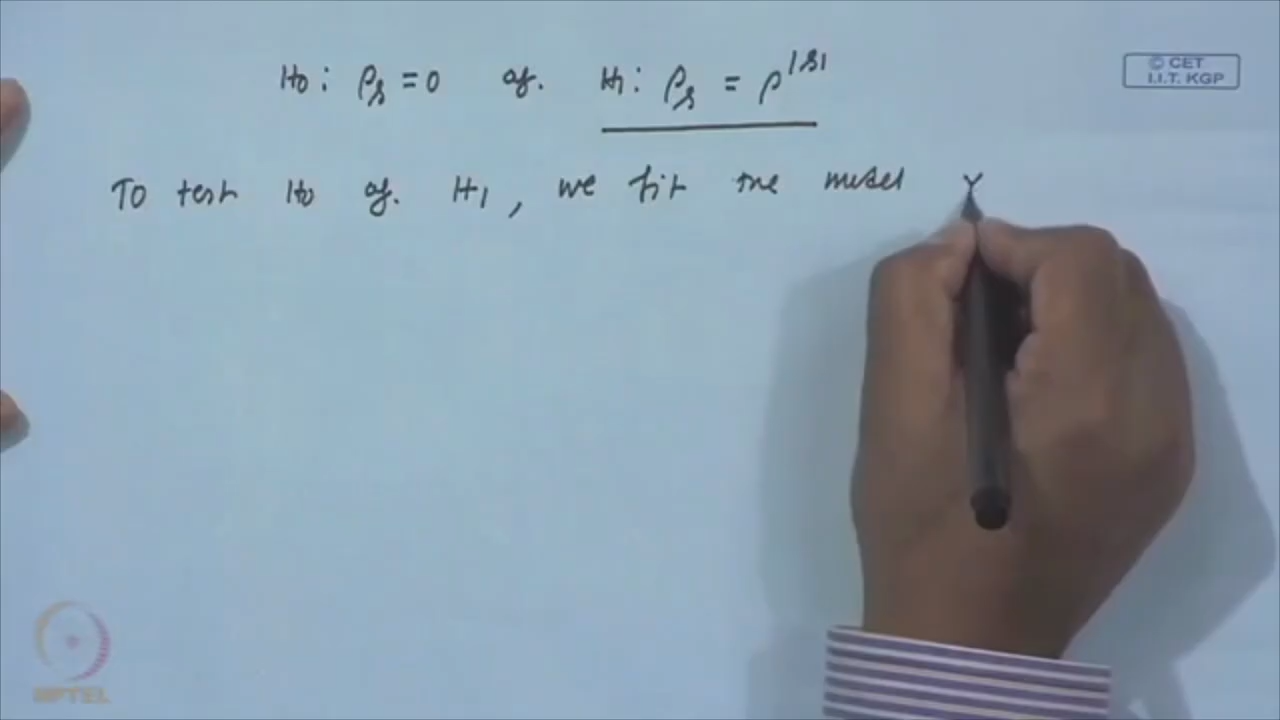 H0 : ρs = 0 ag. H1 : ρs = ρ^|s|
© CET
I.I.T. KGP
To test H0 ag. H1 , we fit the model Y
NPTEL